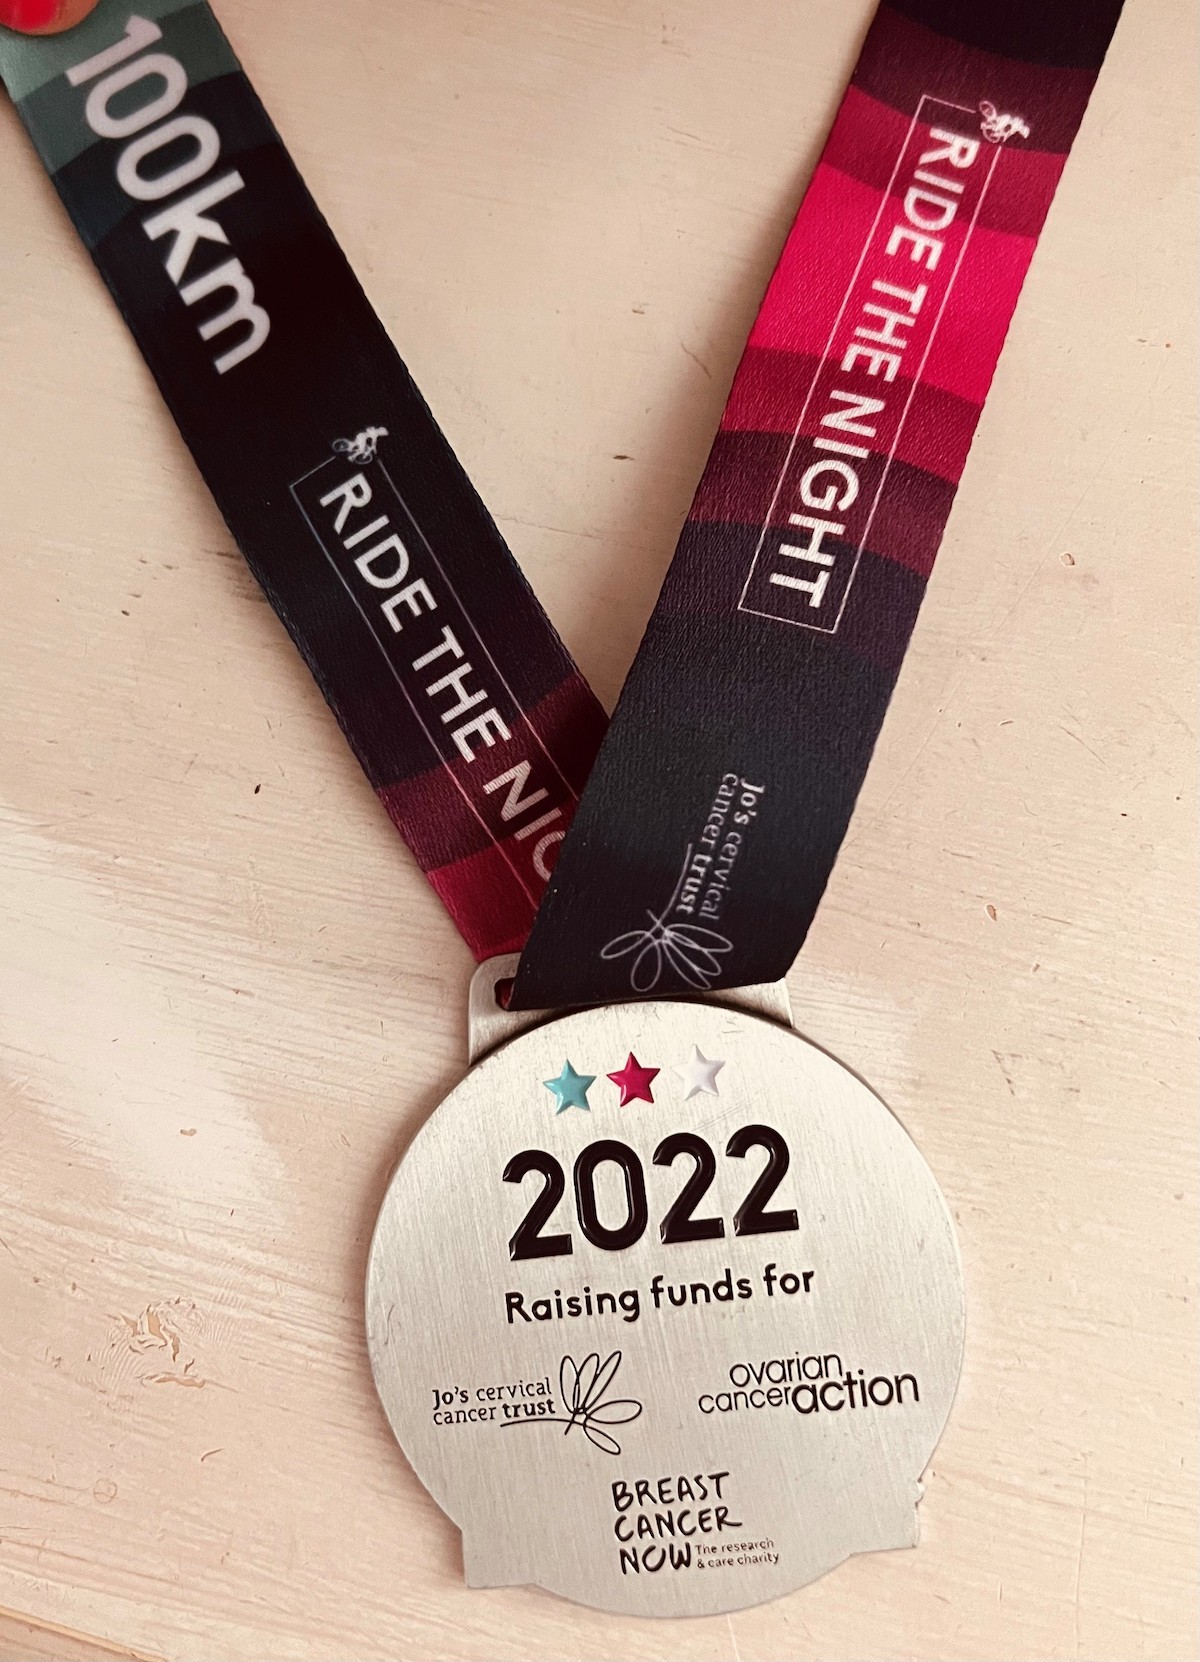 100km
RIDE THE NIG
RIDE THE NIGHT
Jo's cervical
cancer trust
2022
Raising funds for
Jo's cervical
cancer trust
ovarian
canceraction
BREAST
CANCER
NOW The research
& care charity